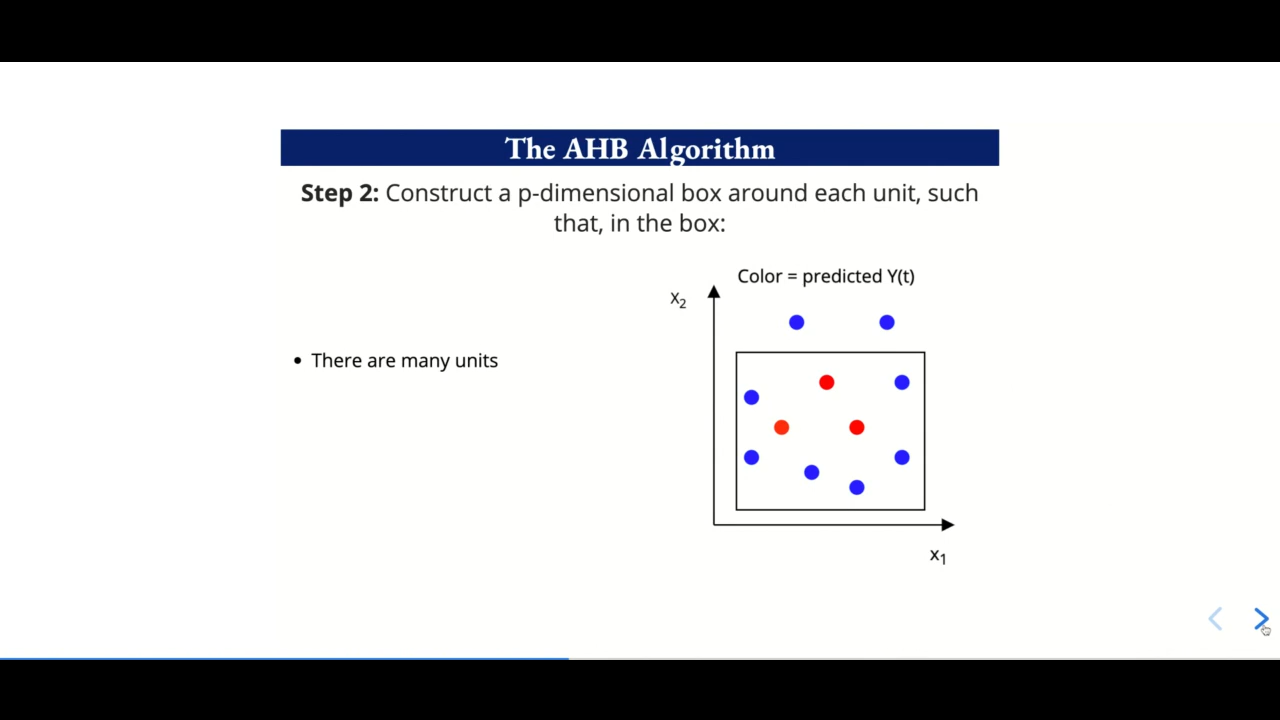 The AHB Algorithm
Step 2: Construct a p-dimensional box around each unit, such
that, in the box:
Color = predicted Y(t)
x₂
• There are many units
x₁